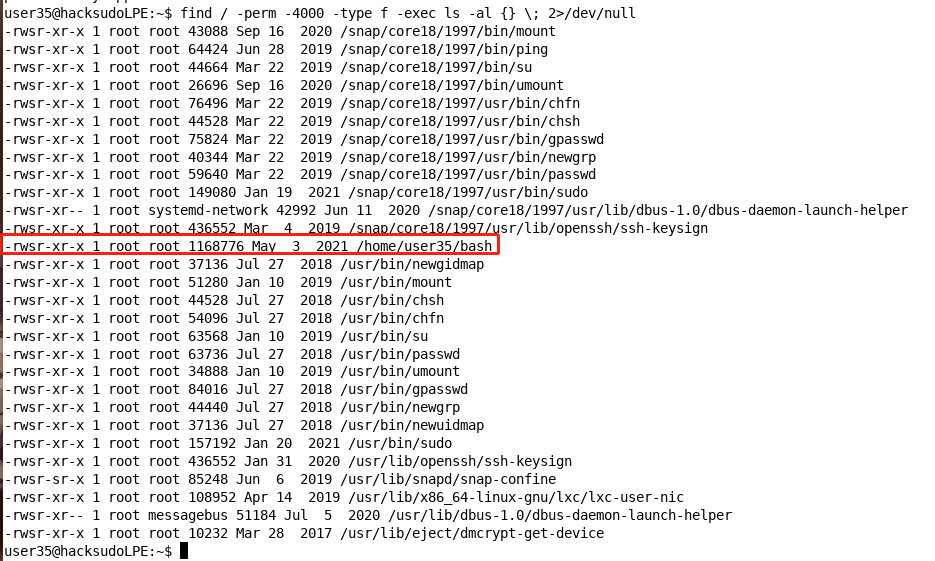 user35@hacksudoLPE:~$ find / -perm -4000 -type f -exec ls -al {} \; 2>/dev/null
-rwsr-xr-x 1 root root 43088 Sep 16  2020 /snap/core18/1997/bin/mount
-rwsr-xr-x 1 root root 64424 Jun 28  2019 /snap/core18/1997/bin/ping
-rwsr-xr-x 1 root root 44664 Mar 22  2019 /snap/core18/1997/bin/su
-rwsr-xr-x 1 root root 26696 Sep 16  2020 /snap/core18/1997/bin/umount
-rwsr-xr-x 1 root root 76496 Mar 22  2019 /snap/core18/1997/usr/bin/chfn
-rwsr-xr-x 1 root root 44528 Mar 22  2019 /snap/core18/1997/usr/bin/chsh
-rwsr-xr-x 1 root root 75824 Mar 22  2019 /snap/core18/1997/usr/bin/gpasswd
-rwsr-xr-x 1 root root 40344 Mar 22  2019 /snap/core18/1997/usr/bin/newgrp
-rwsr-xr-x 1 root root 59640 Mar 22  2019 /snap/core18/1997/usr/bin/passwd
-rwsr-xr-x 1 root root 149080 Jan 19  2021 /snap/core18/1997/usr/bin/sudo
-rwsr-xr-- 1 root systemd-network 42992 Jun 11  2020 /snap/core18/1997/usr/lib/dbus-1.0/dbus-daemon-launch-helper
-rwsr-xr-x 1 root root 436552 Mar  4  2019 /snap/core18/1997/usr/lib/openssh/ssh-keysign
-rwsr-xr-x 1 root root 1168776 May  3  2021 /home/user35/bash
-rwsr-xr-x 1 root root 37136 Jul 27  2018 /usr/bin/newgidmap
-rwsr-xr-x 1 root root 51280 Jan 10  2019 /usr/bin/mount
-rwsr-xr-x 1 root root 44528 Jul 27  2018 /usr/bin/chsh
-rwsr-xr-x 1 root root 54096 Jul 27  2018 /usr/bin/chfn
-rwsr-xr-x 1 root root 63568 Jan 10  2019 /usr/bin/su
-rwsr-xr-x 1 root root 63736 Jul 27  2018 /usr/bin/passwd
-rwsr-xr-x 1 root root 34888 Jan 10  2019 /usr/bin/umount
-rwsr-xr-x 1 root root 84016 Jul 27  2018 /usr/bin/gpasswd
-rwsr-xr-x 1 root root 44440 Jul 27  2018 /usr/bin/newgrp
-rwsr-xr-x 1 root root 37136 Jul 27  2018 /usr/bin/newuidmap
-rwsr-xr-x 1 root root 157192 Jan 20  2021 /usr/bin/sudo
-rwsr-xr-x 1 root root 436552 Jan 31  2020 /usr/lib/openssh/ssh-keysign
-rwsr-sr-x 1 root root 85248 Jun  6  2019 /usr/lib/snapd/snap-confine
-rwsr-xr-x 1 root root 108952 Apr 14  2019 /usr/lib/x86_64-linux-gnu/lxc/lxc-user-nic
-rwsr-xr-- 1 root messagebus 51184 Jul  5  2020 /usr/lib/dbus-1.0/dbus-daemon-launch-helper
-rwsr-xr-x 1 root root 10232 Mar 28  2017 /usr/lib/eject/dmcrypt-get-device
user35@hacksudoLPE:~$